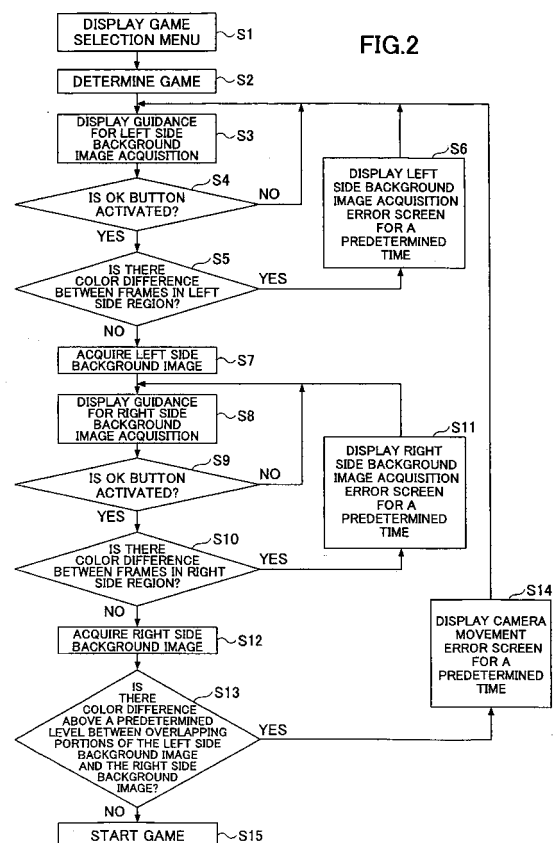 FIG.2
DISPLAY GAME
SELECTION MENU
S1
DETERMINE GAME
S2
DISPLAY GUIDANCE
FOR LEFT SIDE
BACKGROUND
IMAGE ACQUISITION
S3
IS OK BUTTON
ACTIVATED?
S4
NO
YES
IS THERE
COLOR DIFFERENCE
BETWEEN FRAMES IN LEFT
SIDE REGION?
S5
YES
NO
DISPLAY LEFT
SIDE BACKGROUND
IMAGE ACQUISITION
ERROR SCREEN
FOR A
PREDETERMINED
TIME
S6
ACQUIRE LEFT SIDE
BACKGROUND IMAGE
S7
DISPLAY GUIDANCE
FOR RIGHT SIDE
BACKGROUND
IMAGE ACQUISITION
S8
IS OK BUTTON
ACTIVATED?
S9
NO
YES
IS THERE
COLOR DIFFERENCE
BETWEEN FRAMES IN RIGHT
SIDE REGION?
S10
YES
NO
DISPLAY RIGHT
SIDE BACKGROUND
IMAGE ACQUISITION
ERROR SCREEN
FOR A
PREDETERMINED
TIME
S11
ACQUIRE RIGHT SIDE
BACKGROUND IMAGE
S12
IS
THERE
COLOR DIFFERENCE
ABOVE A PREDETERMINED
LEVEL BETWEEN OVERLAPPING
PORTIONS OF THE LEFT SIDE
BACKGROUND IMAGE
AND THE RIGHT SIDE
BACKGROUND
IMAGE?
S13
YES
NO
DISPLAY CAMERA
MOVEMENT
ERROR SCREEN
FOR A
PREDETERMINED
TIME
S14
START GAME
S15